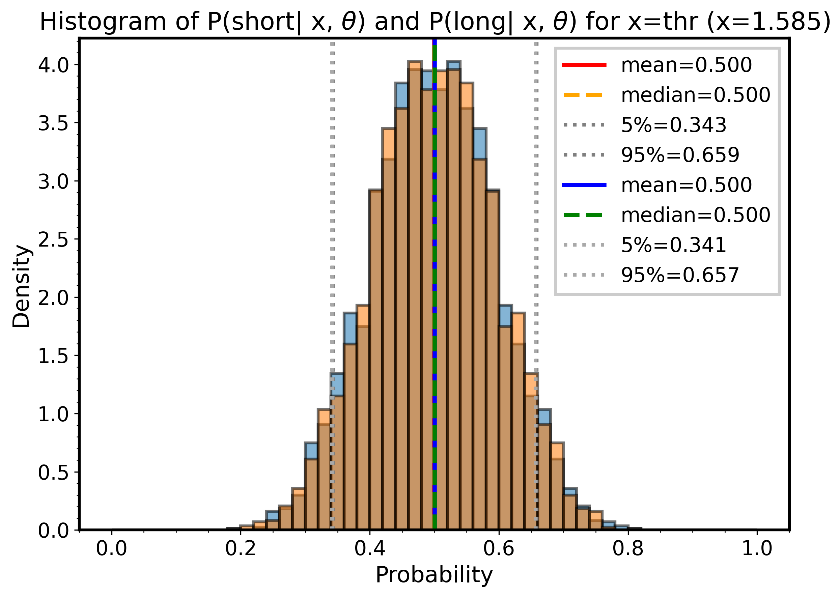 Histogram of P(short| x, θ) and P(long| x, θ) for x=thr (x=1.585)
4.0
3.5
3.0
2.5
2.0
1.5
1.0
0.5
0.0
Density
mean=0.500
median=0.500
5%=0.343
95%=0.659
mean=0.500
median=0.500
5%=0.341
95%=0.657
0.0 0.2 0.4 0.6 0.8 1.0
Probability